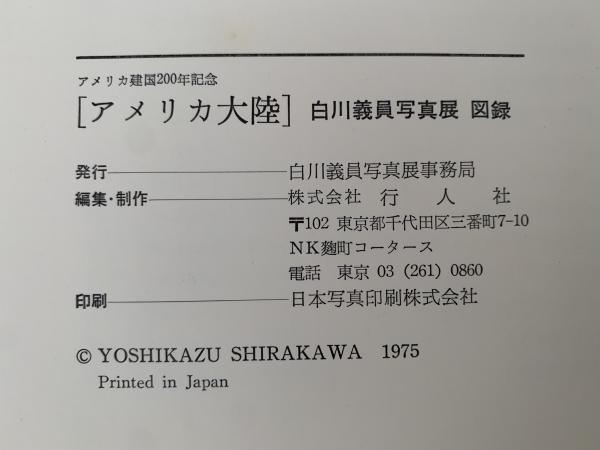 アメリカ建国200年記念
[アメリカ大陸] 白川義員写真展 図録
発行――――白川義員写真展事務局
編集・制作――――株式会社 行人社
〒102 東京都千代田区三番町7-10
NK麹町コータース
電話 東京 03 (261) 0860
印刷――――日本写真印刷株式会社
© YOSHIKAZU SHIRAKAWA 1975
Printed in Japan